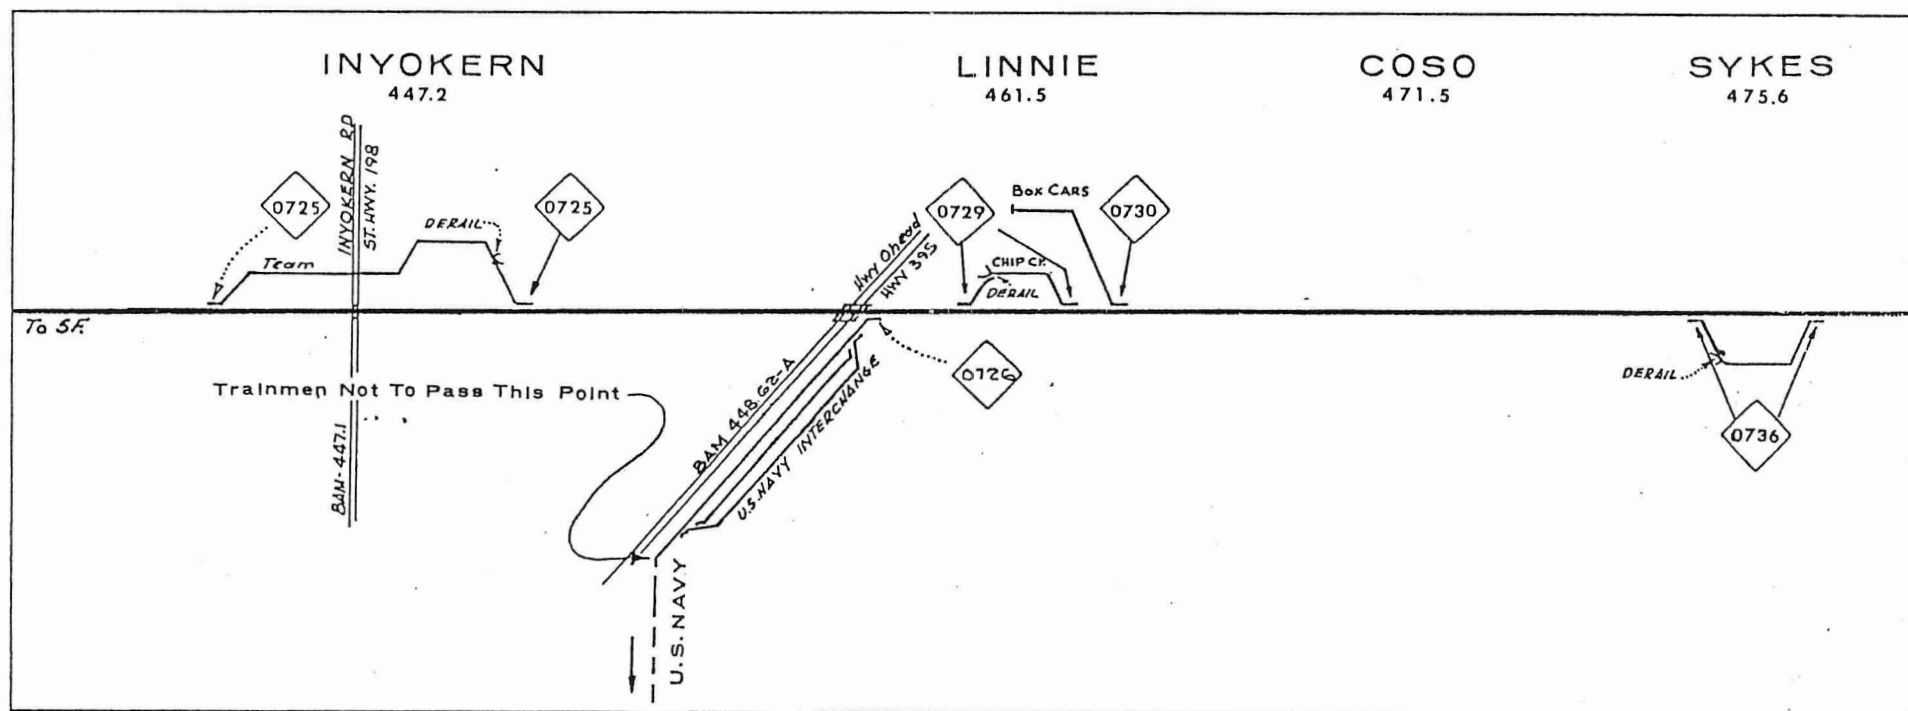 INYOKERN
447.2
LINNIE
461.5
COSO
471.5
SYKES
475.6
INYOKERN RD
ST. HWY. 198
0725
DERAIL
0725
Team
Hwy Ohead
HWY 395
0729
Box CARS
0730
CHIP CR.
DERAIL
To S.F.
Trainmen Not To Pass This Point
BAM-447.1
BAM 448.62-A
U.S. NAVY INTERCHANGE
0726
DERAIL
0736
U.S. NAVY